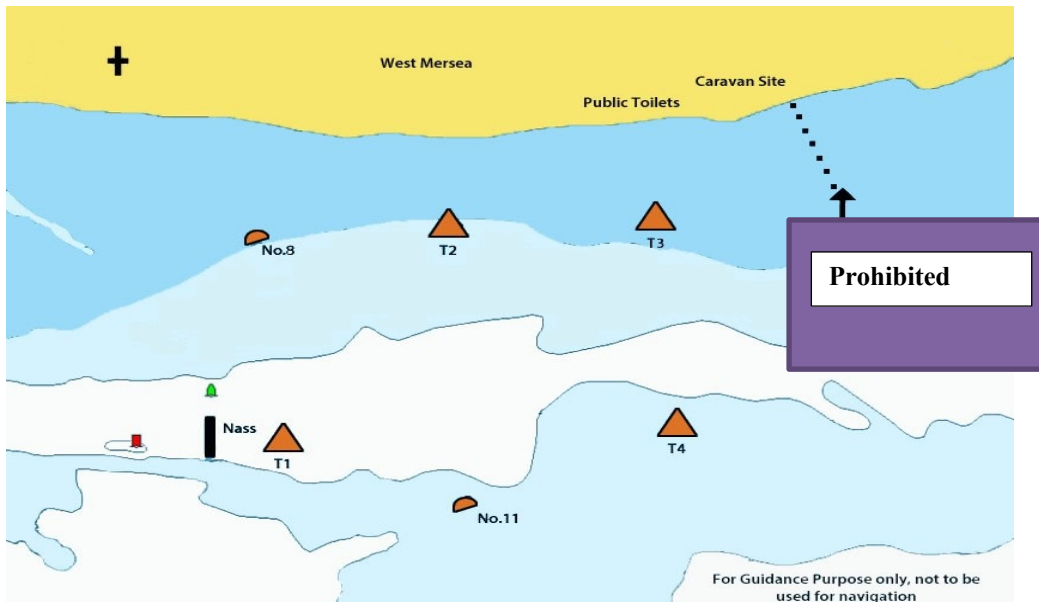 West Mersea
Caravan Site
Public Toilets
No.8
T2
T3
Prohibited
Nass
T1
T4
No.11
For Guidance Purpose only, not to be
used for navigation